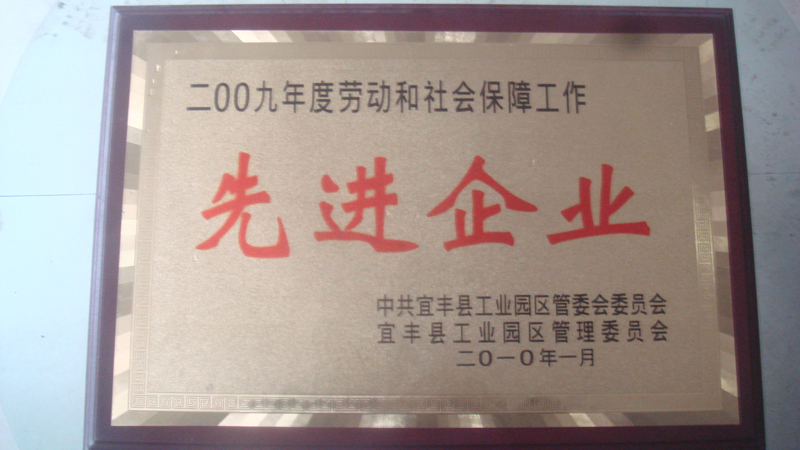 二00九年度劳动和社会保障工作
先进企业
中共宜丰县工业园区管委会委员会
宜丰县工业园区管理委员会
二0一0年一月